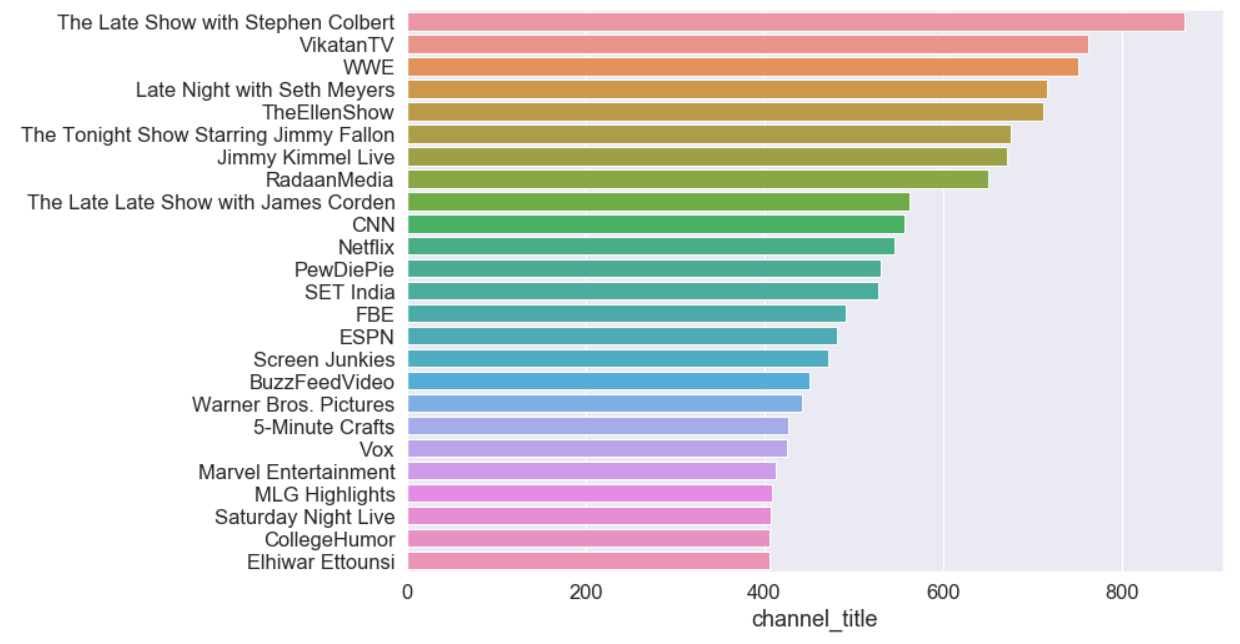 The Late Show with Stephen Colbert
VikatanTV
WWE
Late Night with Seth Meyers
TheEllenShow
The Tonight Show Starring Jimmy Fallon
Jimmy Kimmel Live
RadaanMedia
The Late Late Show with James Corden
CNN
Netflix
PewDiePie
SET India
FBE
ESPN
Screen Junkies
BuzzFeedVideo
Warner Bros. Pictures
5-Minute Crafts
Vox
Marvel Entertainment
MLG Highlights
Saturday Night Live
CollegeHumor
Elhiwar Ettounsi
0 200 400 600 800
channel_title